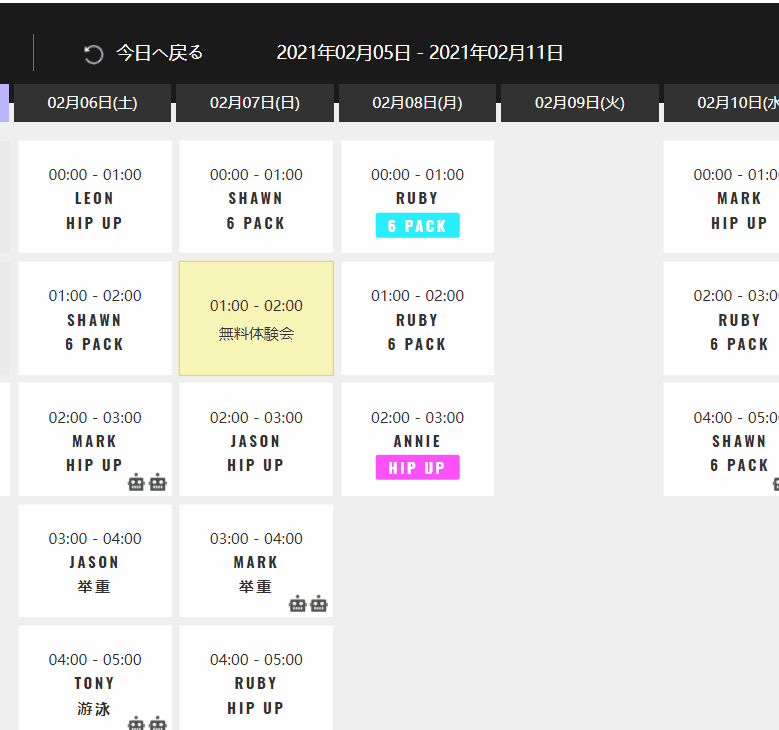 今日へ戻る
2021年02月05日 - 2021年02月11日
02月06日(土)
02月07日(日)
02月08日(月)
02月09日(火)
02月10日(水
00:00 - 01:00
LEON
HIP UP
00:00 - 01:00
SHAWN
6 PACK
00:00 - 01:00
RUBY
6 PACK
00:00 - 01:0
MARK
HIP UP
01:00 - 02:00
SHAWN
6 PACK
01:00 - 02:00
無料体験会
01:00 - 02:00
RUBY
6 PACK
02:00 - 03:0
RUBY
6 PACK
02:00 - 03:00
MARK
HIP UP
02:00 - 03:00
JASON
HIP UP
02:00 - 03:00
ANNIE
HIP UP
04:00 - 05:0
SHAWN
6 PACK
03:00 - 04:00
JASON
挙重
03:00 - 04:00
MARK
挙重
04:00 - 05:00
TONY
游泳
04:00 - 05:00
RUBY
HIP UP